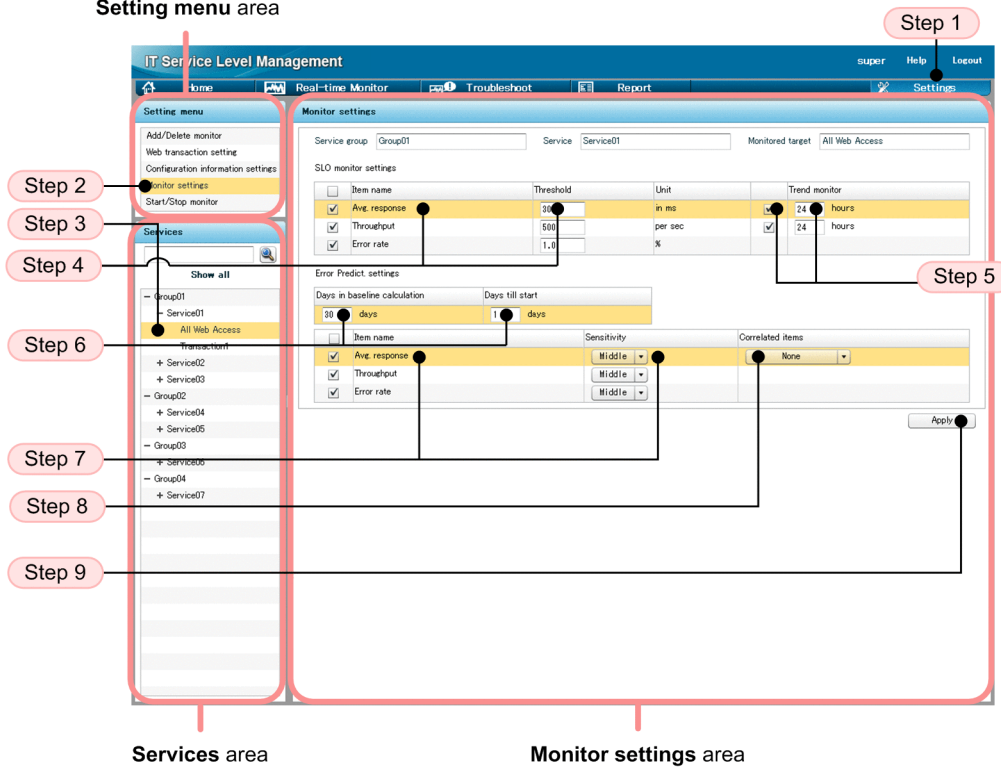 Setting menu area
Step 1
IT Service Level Management
super Help Logout
Home Real-time Monitor Troubleshoot Report Settings
Setting menu
Add/Delete monitor
Web transaction setting
Configuration information settings
Monitor settings
Start/Stop monitor
Step 2
Step 3
Step 4
Services
Show all
− Group01
− Service01
All Web Access
Transaction1
+ Service02
+ Service03
− Group02
+ Service04
+ Service05
− Group03
+ Service06
− Group04
+ Service07
Step 6
Step 7
Step 8
Step 9
Monitor settings
Service group Group01 Service Service01 Monitored target All Web Access
SLO monitor settings
Item name Threshold Unit Trend monitor
Avg. response in ms 24 hours
Throughput 500 per sec 24 hours
Error rate 1.0 %
Step 5
Error Predict. settings
Days in baseline calculation Days till start
30 days 1 days
Item name Sensitivity Correlated items
Avg. response Middle None
Throughput Middle
Error rate Middle
Apply
Services area
Monitor settings area